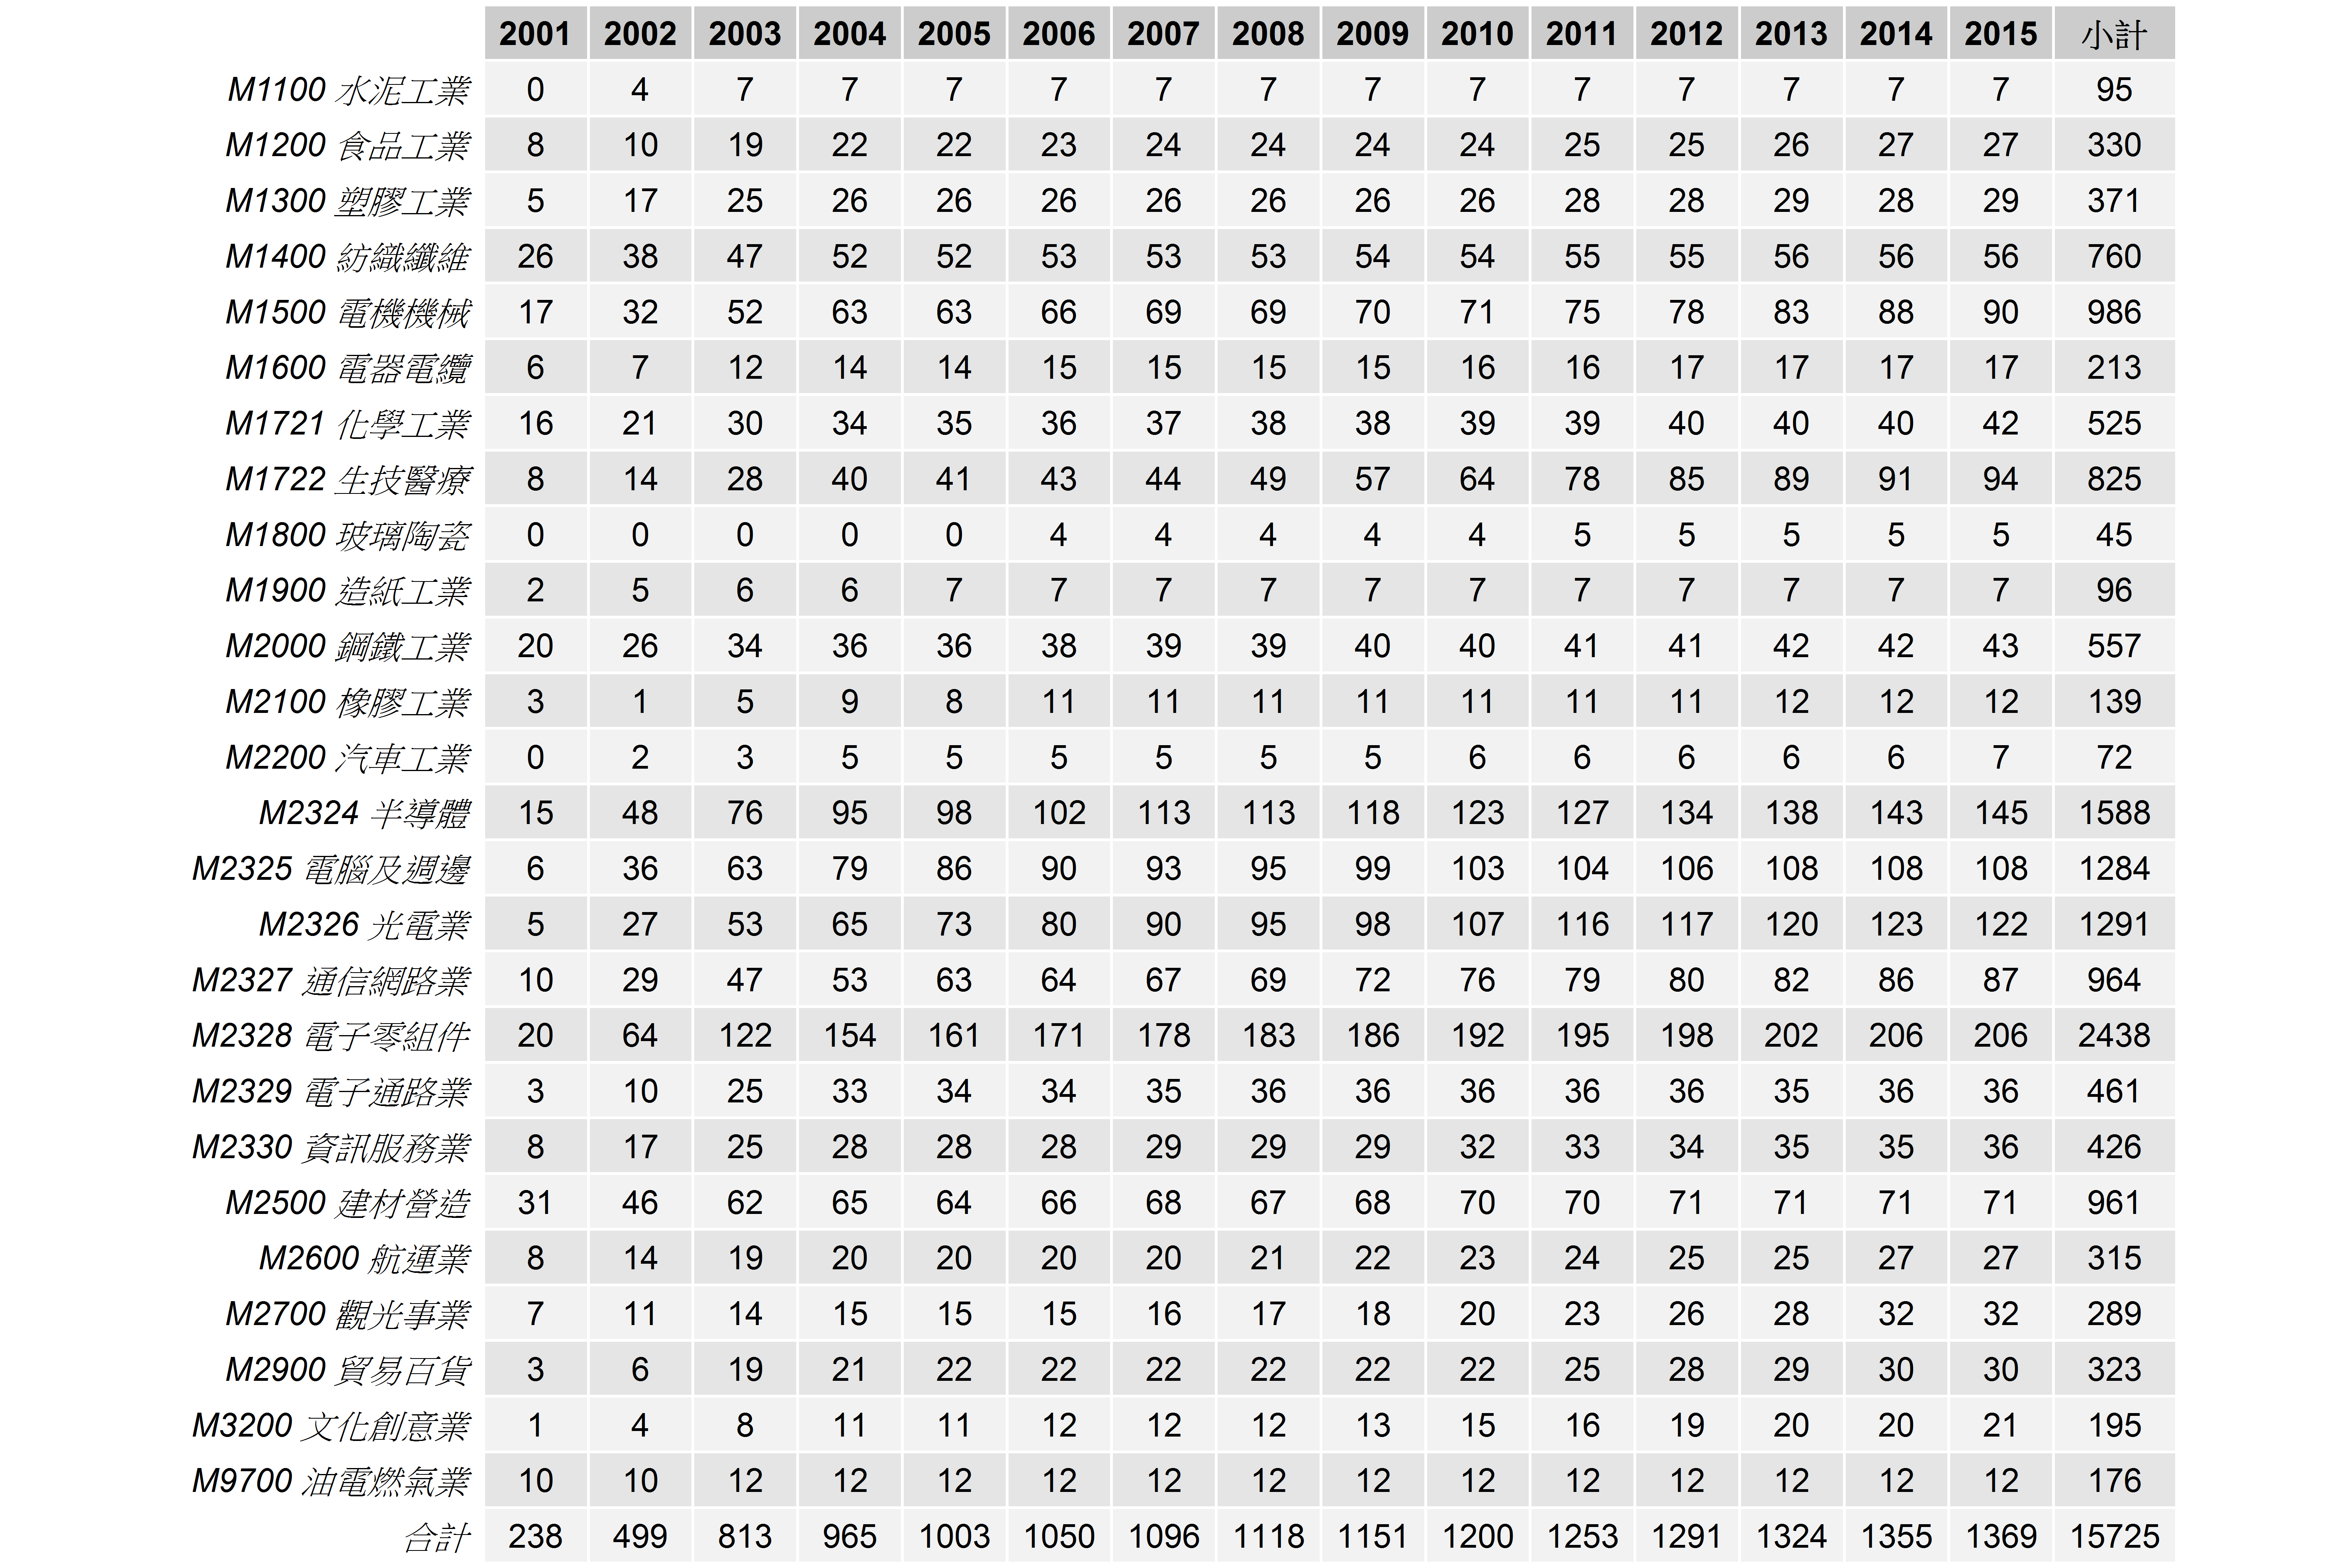 2001 2002 2003 2004 2005 2006 2007 2008 2009 2010 2011 2012 2013 2014 2015 小計
M1100 水泥工業 0 4 7 7 7 7 7 7 7 7 7 7 7 7 7 95
M1200 食品工業 8 10 19 22 22 23 24 24 24 24 25 25 26 27 27 330
M1300 塑膠工業 5 17 25 26 26 26 26 26 26 26 28 28 29 28 29 371
M1400 紡織纖維 26 38 47 52 52 53 53 53 54 54 55 55 56 56 56 760
M1500 電機機械 17 32 52 63 63 66 69 69 70 71 75 78 83 88 90 986
M1600 電器電纜 6 7 12 14 14 15 15 15 15 16 16 17 17 17 17 213
M1721 化學工業 16 21 30 34 35 36 37 38 38 39 39 40 40 40 42 525
M1722 生技醫療 8 14 28 40 41 43 44 49 57 64 78 85 89 91 94 825
M1800 玻璃陶瓷 0 0 0 0 0 4 4 4 4 4 5 5 5 5 5 45
M1900 造紙工業 2 5 6 6 7 7 7 7 7 7 7 7 7 7 7 96
M2000 鋼鐵工業 20 26 34 36 36 38 39 39 40 40 41 41 42 42 43 557
M2100 橡膠工業 3 1 5 9 8 11 11 11 11 11 11 11 12 12 12 139
M2200 汽車工業 0 2 3 5 5 5 5 5 5 6 6 6 6 6 7 72
M2324 半導體 15 48 76 95 98 102 113 113 118 123 127 134 138 143 145 1588
M2325 電腦及週邊 6 36 63 79 86 90 93 95 99 103 104 106 108 108 108 1284
M2326 光電業 5 27 53 65 73 80 90 95 98 107 116 117 120 123 122 1291
M2327 通信網路業 10 29 47 53 63 64 67 69 72 76 79 80 82 86 87 964
M2328 電子零組件 20 64 122 154 161 171 178 183 186 192 195 198 202 206 206 2438
M2329 電子通路業 3 10 25 33 34 34 35 36 36 36 36 36 35 36 36 461
M2330 資訊服務業 8 17 25 28 28 28 29 29 29 32 33 34 35 35 36 426
M2500 建材營造 31 46 62 65 64 66 68 67 68 70 70 71 71 71 71 961
M2600 航運業 8 14 19 20 20 20 20 21 22 23 24 25 25 27 27 315
M2700 觀光事業 7 11 14 15 15 15 16 17 18 20 23 26 28 32 32 289
M2900 貿易百貨 3 6 19 21 22 22 22 22 22 22 25 28 29 30 30 323
M3200 文化創意業 1 4 8 11 11 12 12 12 13 15 16 19 20 20 21 195
M9700 油電燃氣業 10 10 12 12 12 12 12 12 12 12 12 12 12 12 12 176
合計 238 499 813 965 1003 1050 1096 1118 1151 1200 1253 1291 1324 1355 1369 15725